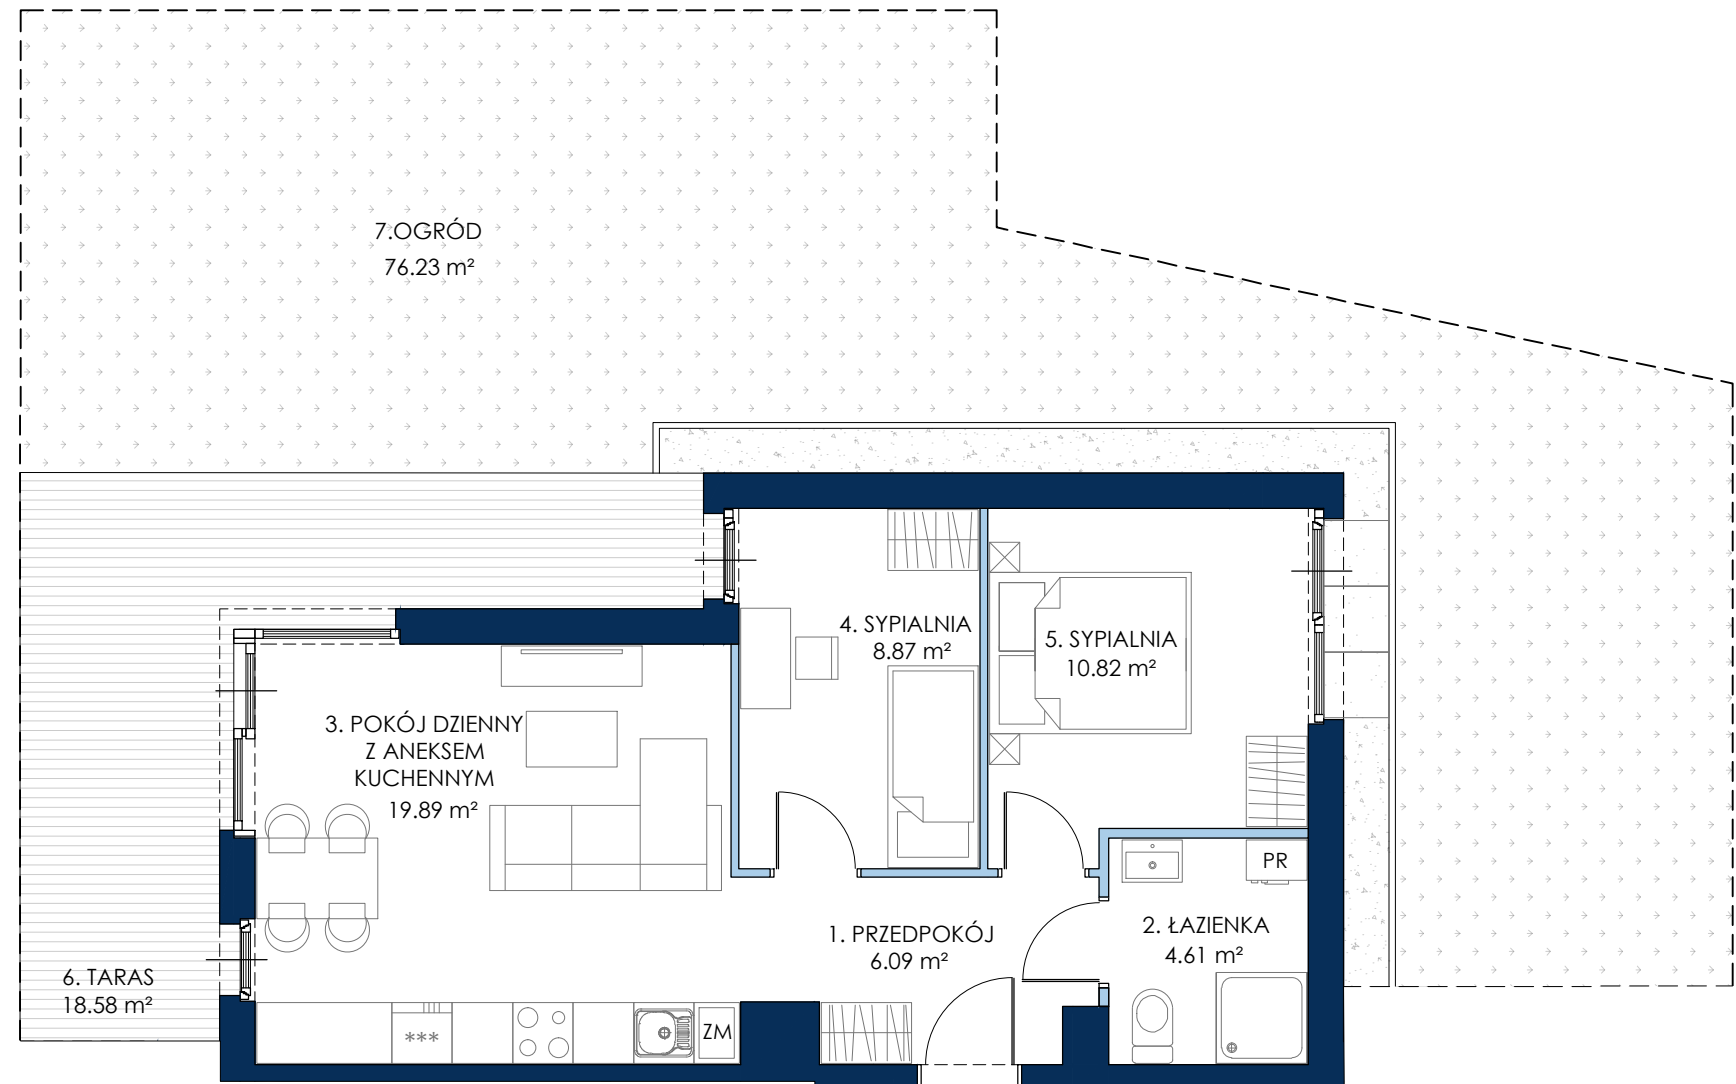 7.OGRÓD
76.23 m²
4. SYPIALNIA
8.87 m²
5. SYPIALNIA
10.82 m²
3. POKÓJ DZIENNY
Z ANEKSEM
KUCHENNYM
19.89 m²
PR
1. PRZEDPOKÓJ
6.09 m²
2. ŁAZIENKA
4.61 m²
6. TARAS
18.58 m²
***
ZM